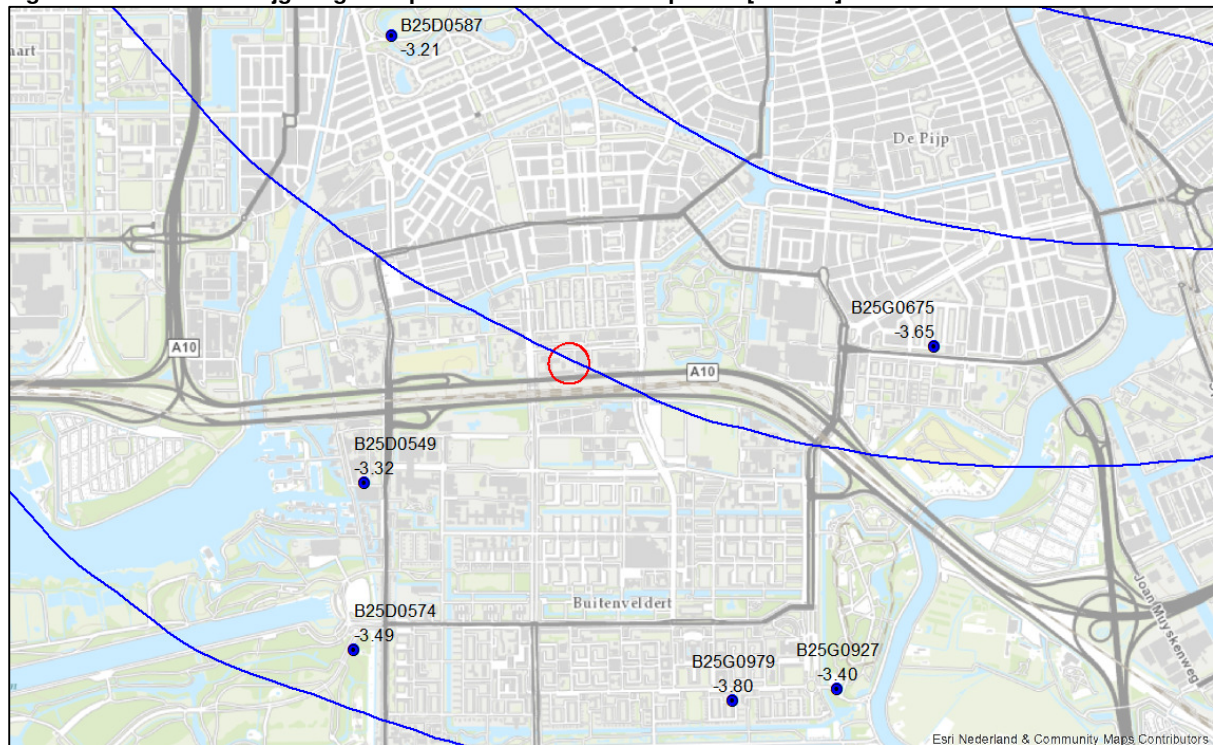 B25D0587
-3.21
aart
De Pijp
B25G0675
-3.65
A10
A10
B25D0549
-3.32
B25D0574
-3.49
Buitenveldert
B25G0979
-3.80
B25G0927
-3.40
Joan Muyskenweg
Esri Nederland & Community Maps Contributors